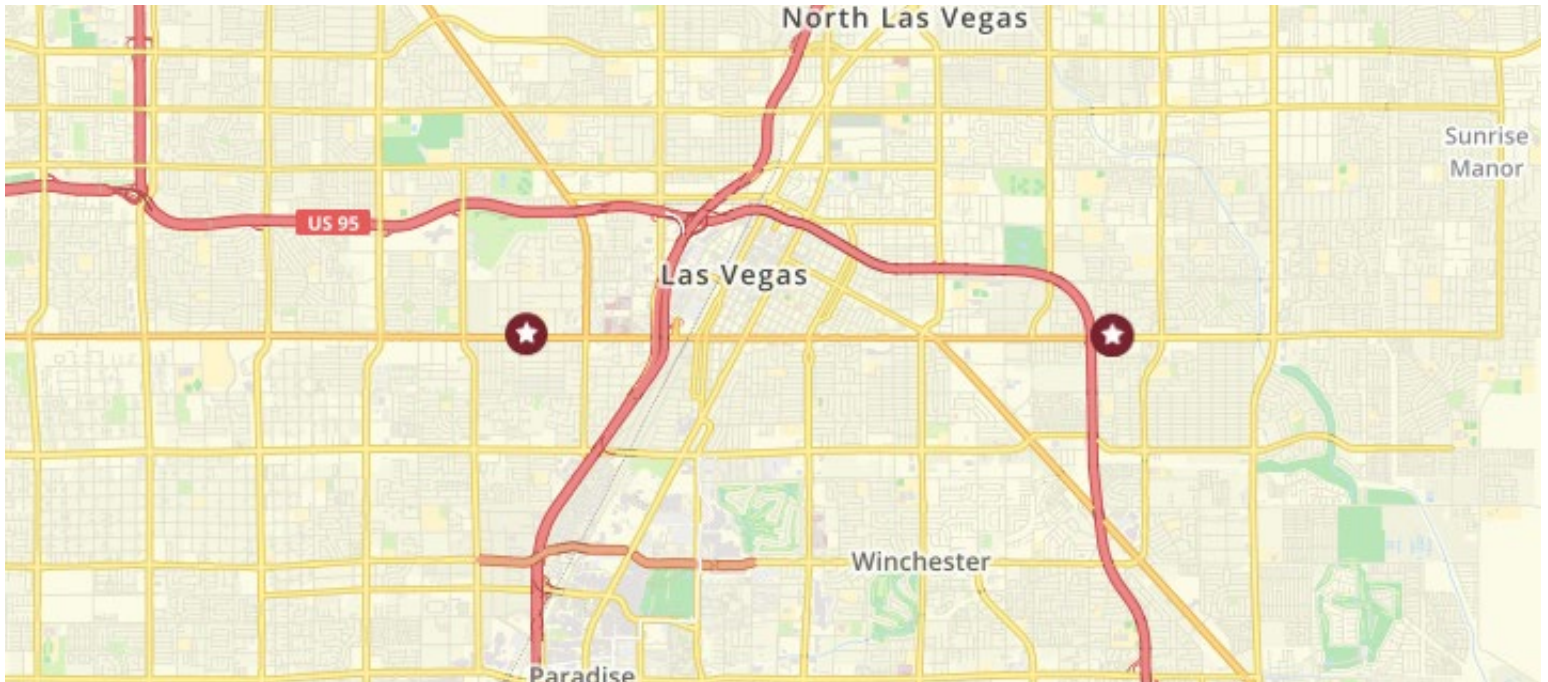 North Las Vegas
Sunrise
Manor
US 95
Las Vegas
Winchester
Paradise